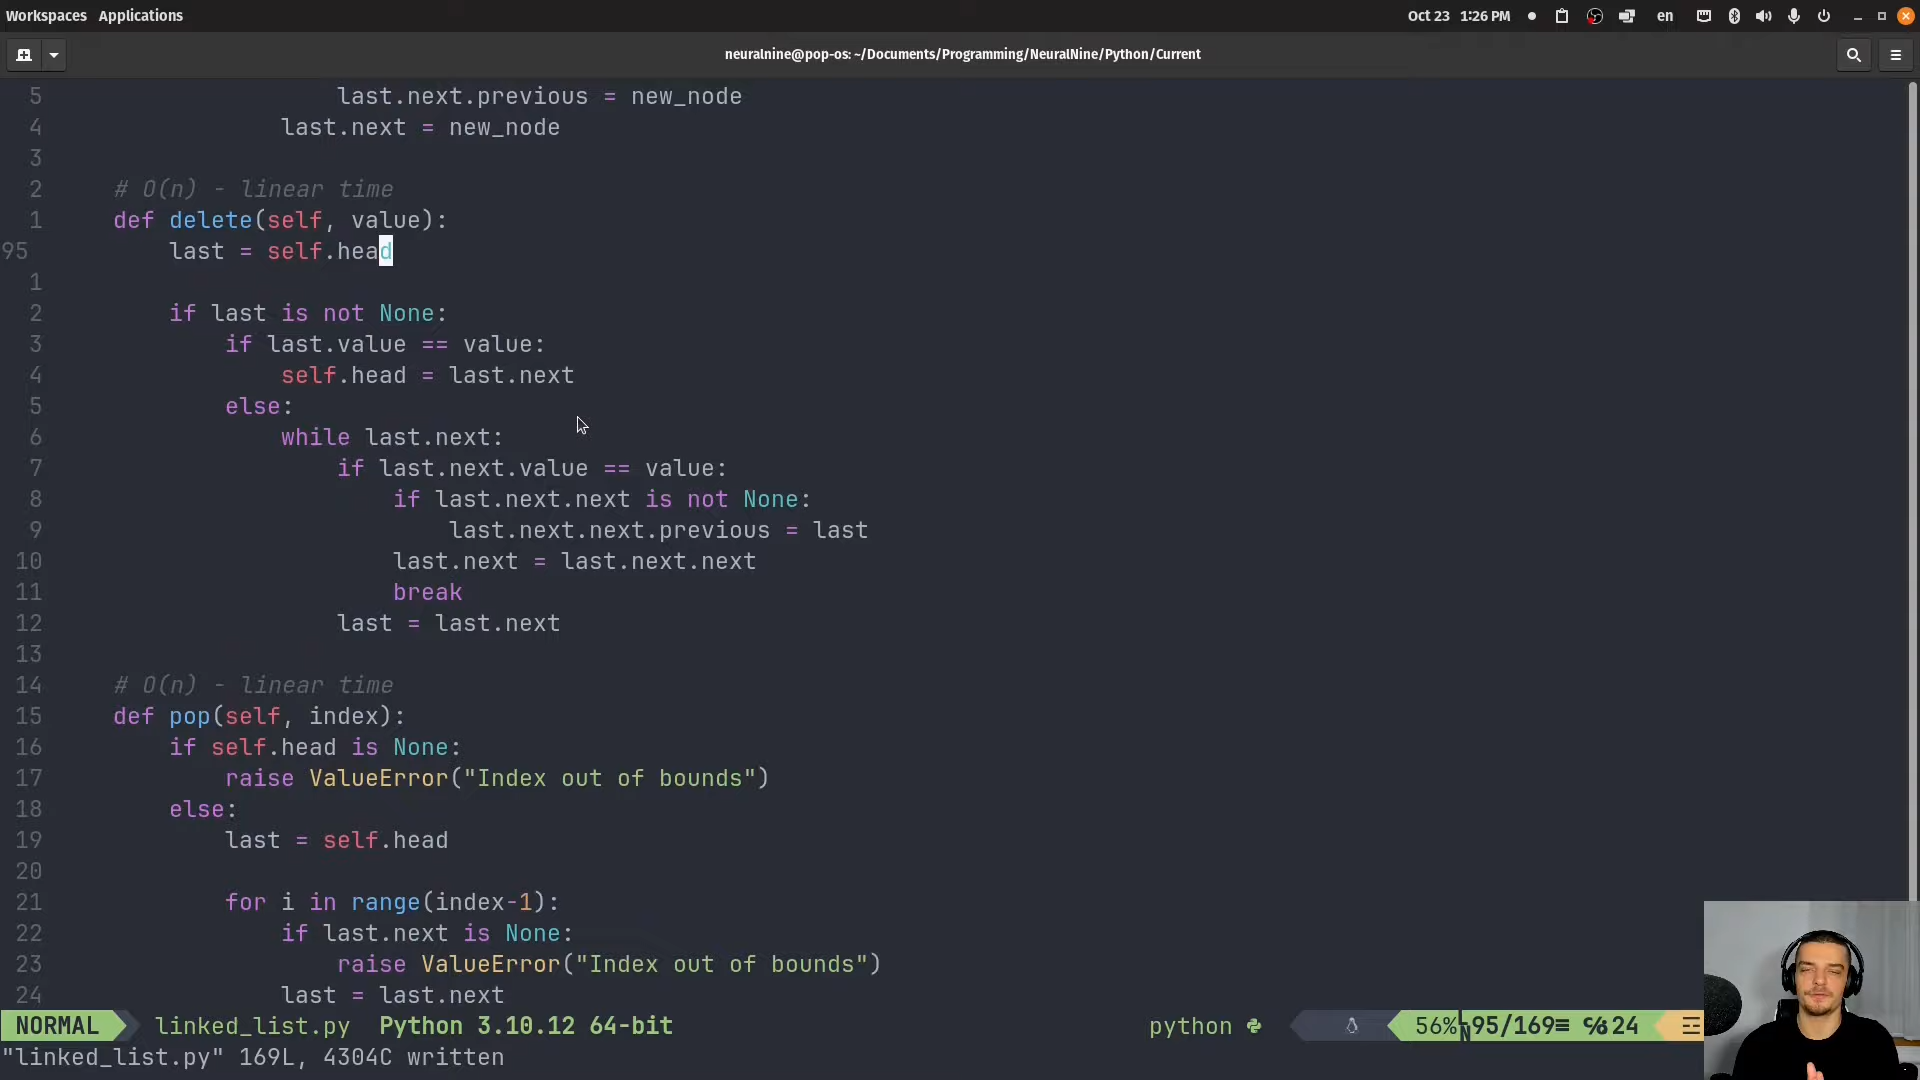 Workspaces Applications
Oct 23 1:26 PM
en
neuralnine@pop-os: ~/Documents/Programming/NeuralNine/Python/Current
5 last.next.previous = new_node
4 last.next = new_node
3
2 # O(n) - linear time
1 def delete(self, value):
95 last = self.head
1
2 if last is not None:
3 if last.value == value:
4 self.head = last.next
5 else:
6 while last.next:
7 if last.next.value == value:
8 if last.next.next is not None:
9 last.next.next.previous = last
10 last.next = last.next.next
11 break
12 last = last.next
13
14 # O(n) - linear time
15 def pop(self, index):
16 if self.head is None:
17 raise ValueError("Index out of bounds")
18 else:
19 last = self.head
20
21 for i in range(index-1):
22 if last.next is None:
23 raise ValueError("Index out of bounds")
24 last = last.next
NORMAL linked_list.py Python 3.10.12 64-bit python 56% 95/169 24
"linked_list.py" 169L, 4304C written